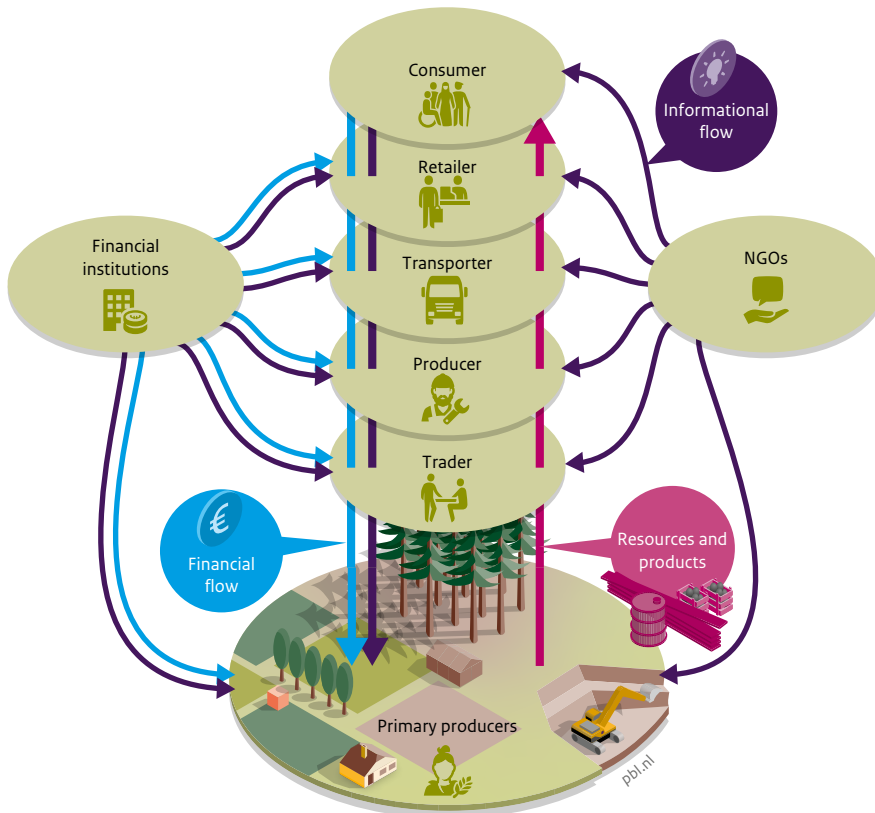 Consumer
Informational
flow
Retailer
Financial
institutions
Transporter
NGOs
Producer
Trader
€
Financial
flow
Resources and
products
Primary producers
pbl.nl